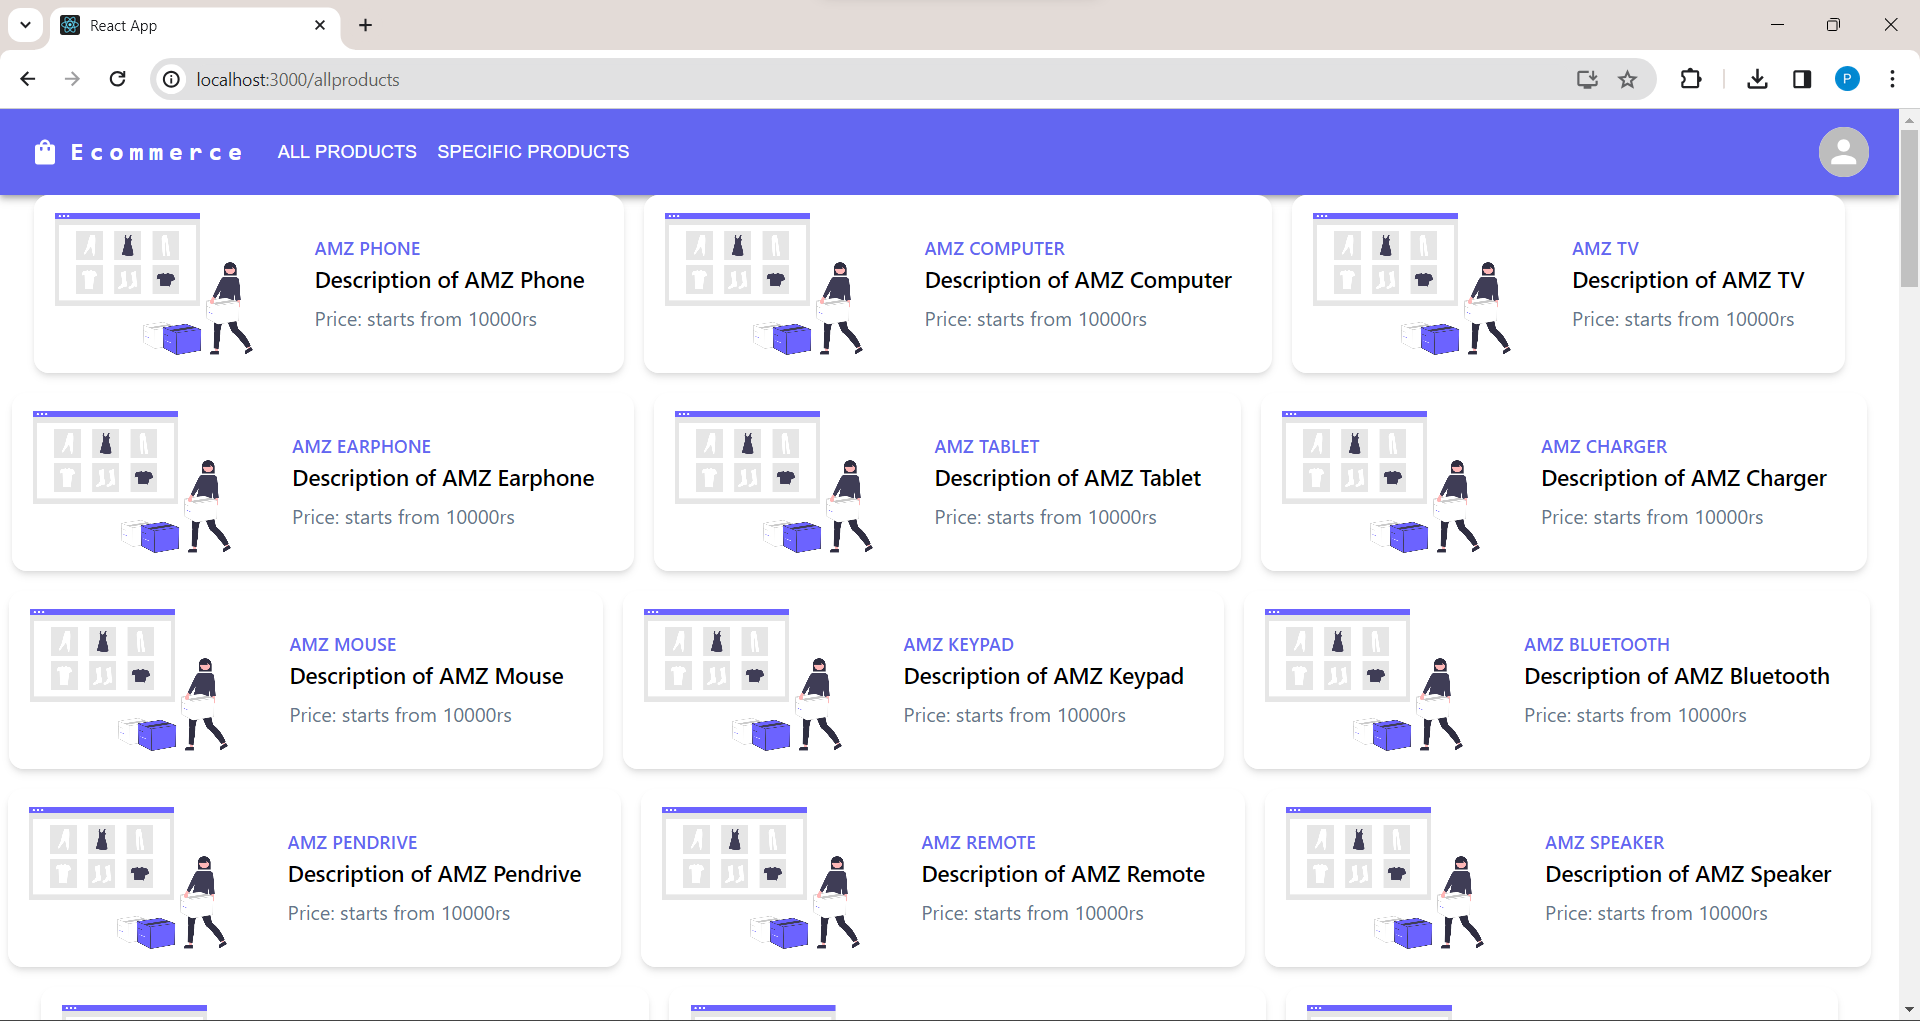 React App
localhost:3000/allproducts
P
Ecommerce ALL PRODUCTS SPECIFIC PRODUCTS
AMZ PHONE
Description of AMZ Phone
Price: starts from 10000rs
AMZ COMPUTER
Description of AMZ Computer
Price: starts from 10000rs
AMZ TV
Description of AMZ TV
Price: starts from 10000rs
AMZ EARPHONE
Description of AMZ Earphone
Price: starts from 10000rs
AMZ TABLET
Description of AMZ Tablet
Price: starts from 10000rs
AMZ CHARGER
Description of AMZ Charger
Price: starts from 10000rs
AMZ MOUSE
Description of AMZ Mouse
Price: starts from 10000rs
AMZ KEYPAD
Description of AMZ Keypad
Price: starts from 10000rs
AMZ BLUETOOTH
Description of AMZ Bluetooth
Price: starts from 10000rs
AMZ PENDRIVE
Description of AMZ Pendrive
Price: starts from 10000rs
AMZ REMOTE
Description of AMZ Remote
Price: starts from 10000rs
AMZ SPEAKER
Description of AMZ Speaker
Price: starts from 10000rs